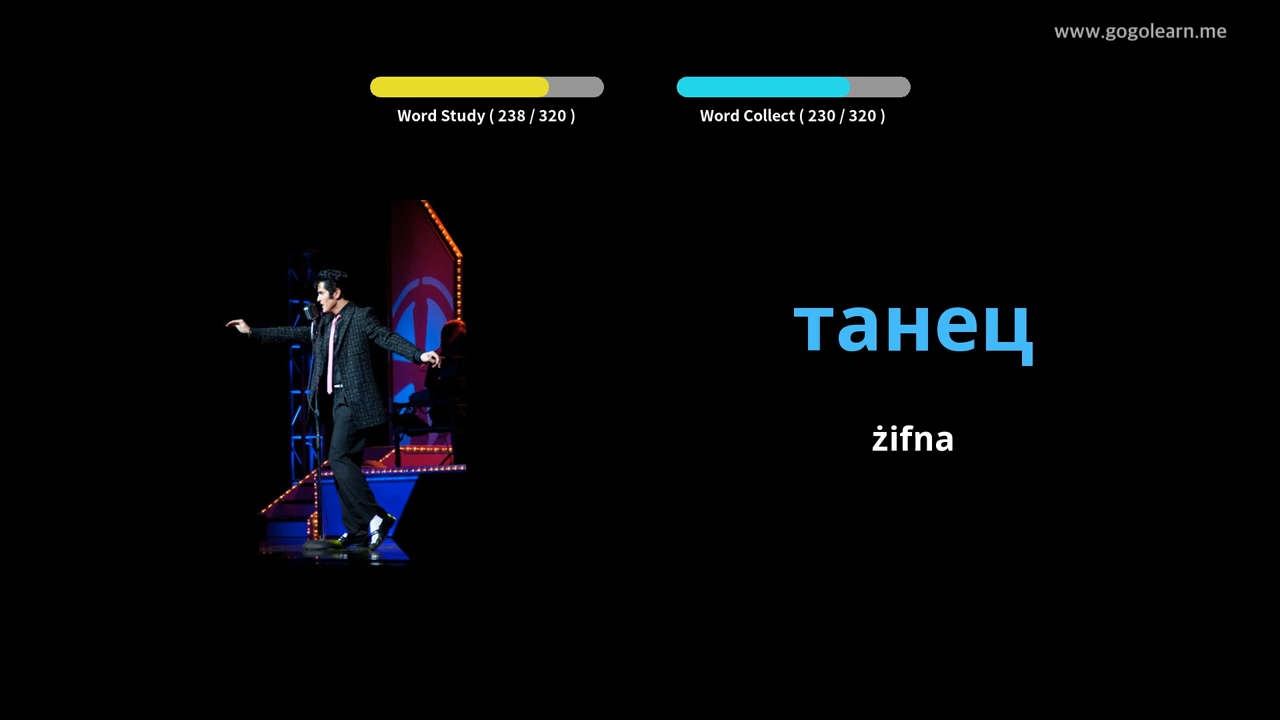 www.gogolearn.me
Word Study ( 238 / 320 )
Word Collect ( 230 / 320 )
танец
żifna